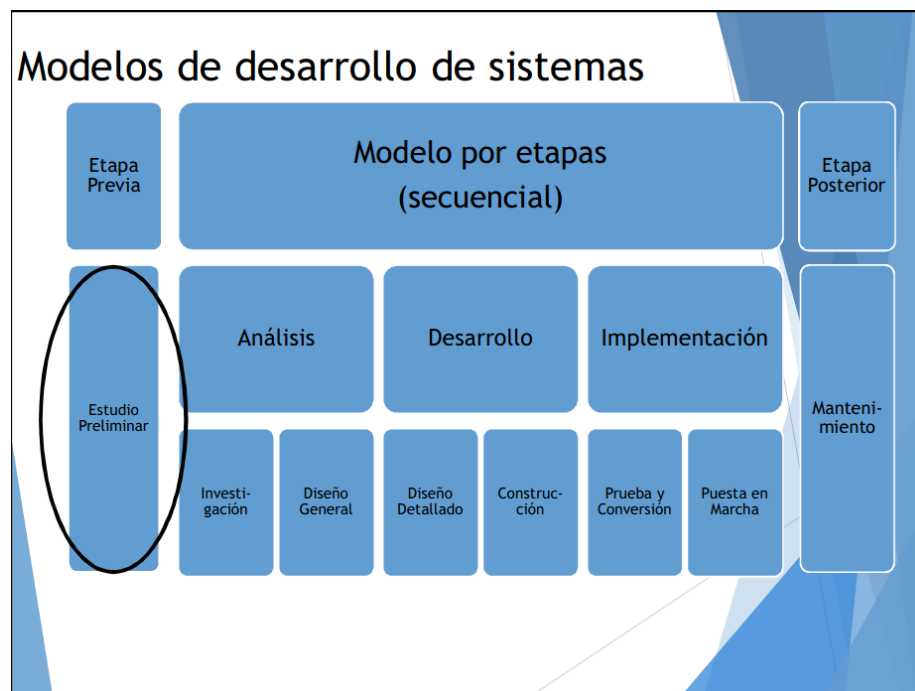 Modelos de desarrollo de sistemas
Etapa
Previa
Modelo por etapas
(secuencial)
Etapa
Posterior
Estudio
Preliminar
Análisis
Desarrollo
Implementación
Manteni-
miento
Investi-
gación
Diseño
General
Diseño
Detallado
Construc-
ción
Prueba y
Conversión
Puesta en
Marcha